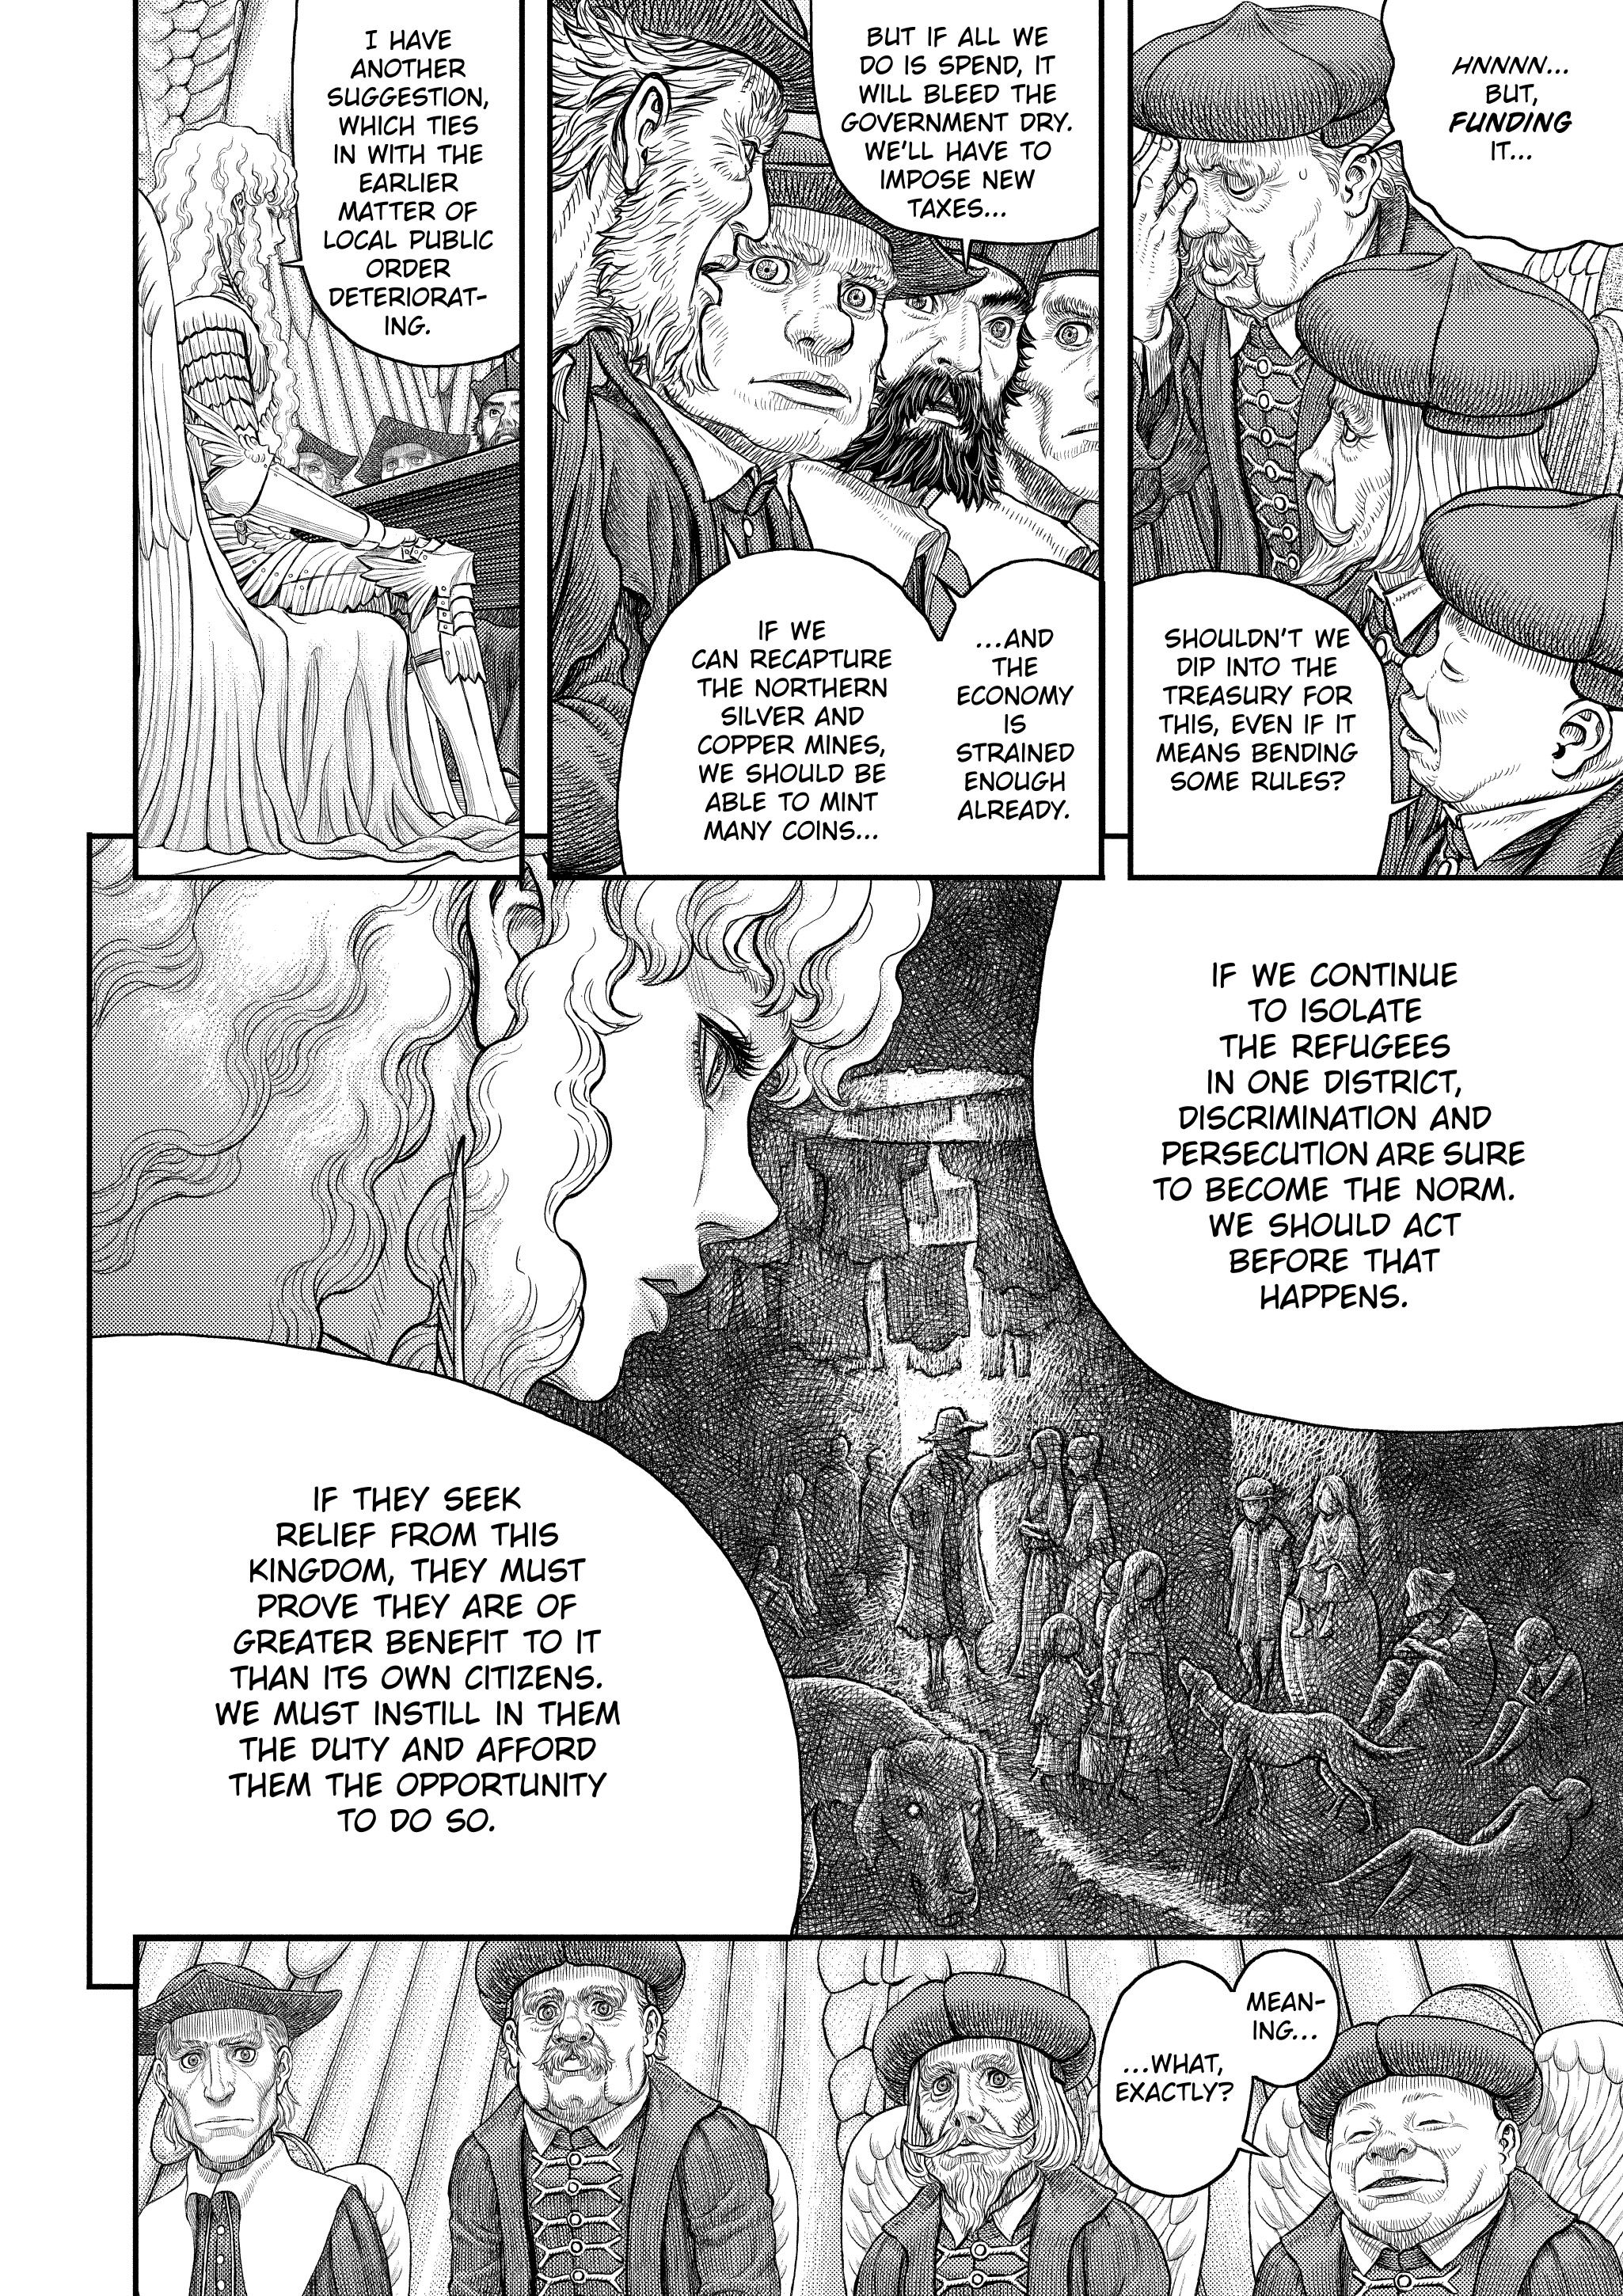 HNNNN...
BUT,
FUNDING
IT...
SHOULDN'T WE
DIP INTO THE
TREASURY FOR
THIS, EVEN IF IT
MEANS BENDING
SOME RULES?
BUT IF ALL WE
DO IS SPEND, IT
WILL BLEED THE
GOVERNMENT DRY.
WE'LL HAVE TO
IMPOSE NEW
TAXES...
...AND
THE
ECONOMY
IS
STRAINED
ENOUGH
ALREADY.
IF WE
CAN RECAPTURE
THE NORTHERN
SILVER AND
COPPER MINES,
WE SHOULD BE
ABLE TO MINT
MANY COINS...
I HAVE
ANOTHER
SUGGESTION,
WHICH TIES
IN WITH THE
EARLIER
MATTER OF
LOCAL PUBLIC
ORDER
DETERIORAT-
ING.
IF WE CONTINUE
TO ISOLATE
THE REFUGEES
IN ONE DISTRICT,
DISCRIMINATION AND
PERSECUTION ARE SURE
TO BECOME THE NORM.
WE SHOULD ACT
BEFORE THAT
HAPPENS.
IF THEY SEEK
RELIEF FROM THIS
KINGDOM, THEY MUST
PROVE THEY ARE OF
GREATER BENEFIT TO IT
THAN ITS OWN CITIZENS.
WE MUST INSTILL IN THEM
THE DUTY AND AFFORD
THEM THE OPPORTUNITY
TO DO SO.
MEAN-
ING...
...WHAT,
EXACTLY?